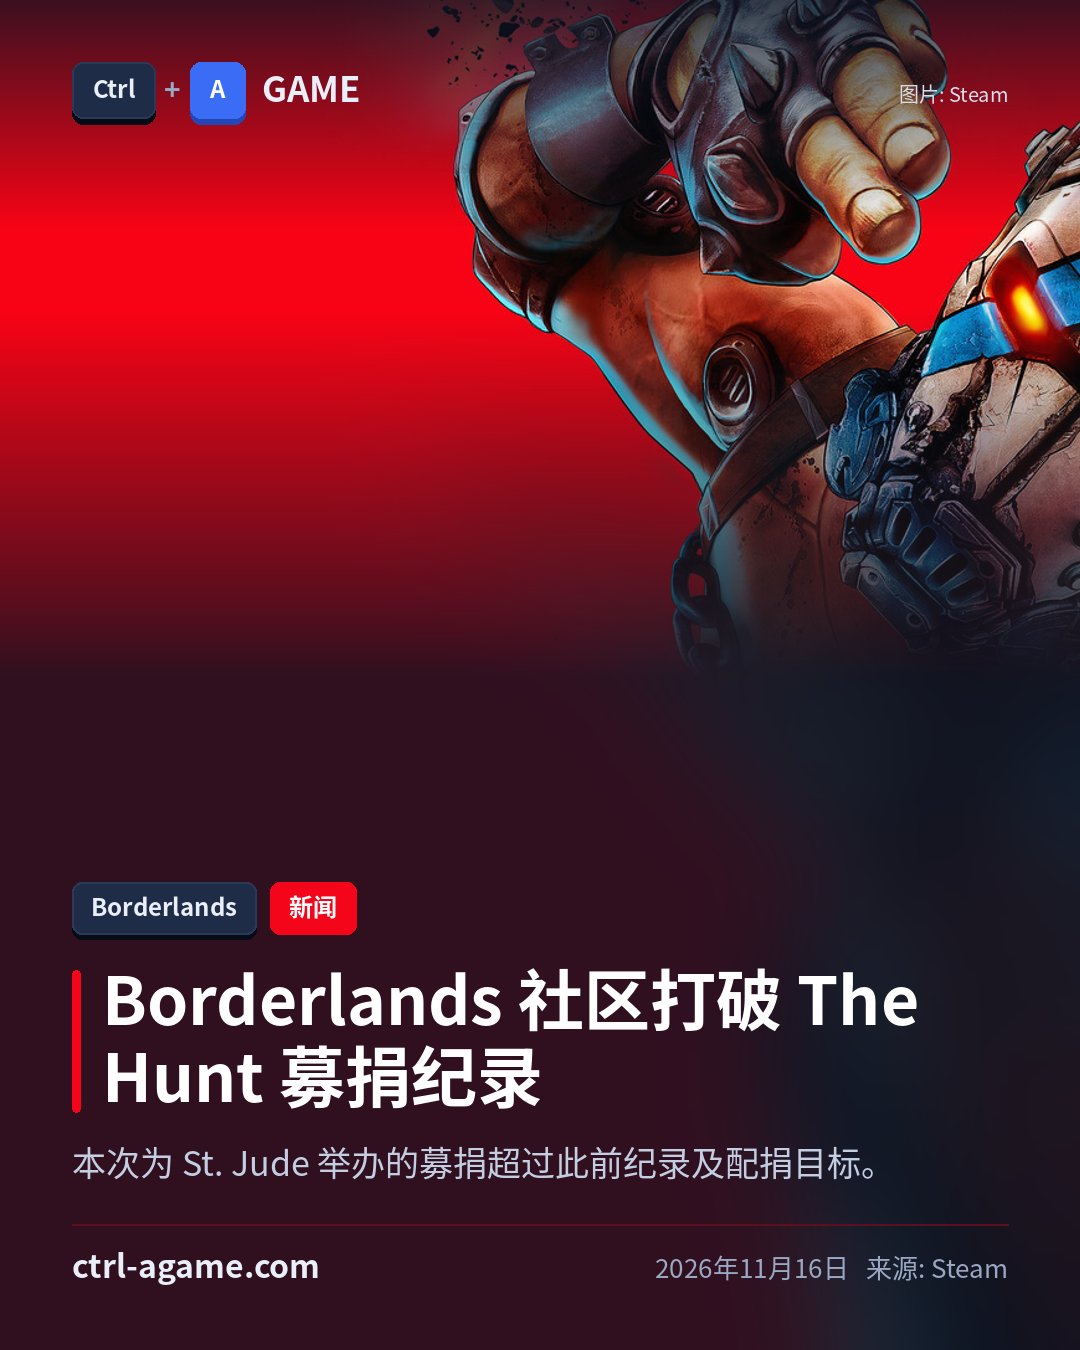 Ctrl + A GAME
图片: Steam
Borderlands 新闻
Borderlands 社区打破 The
Hunt 募捐纪录
本次为 St. Jude 举办的募捐超过此前纪录及配捐目标。
ctrl-agame.com
2026年11月16日 来源: Steam